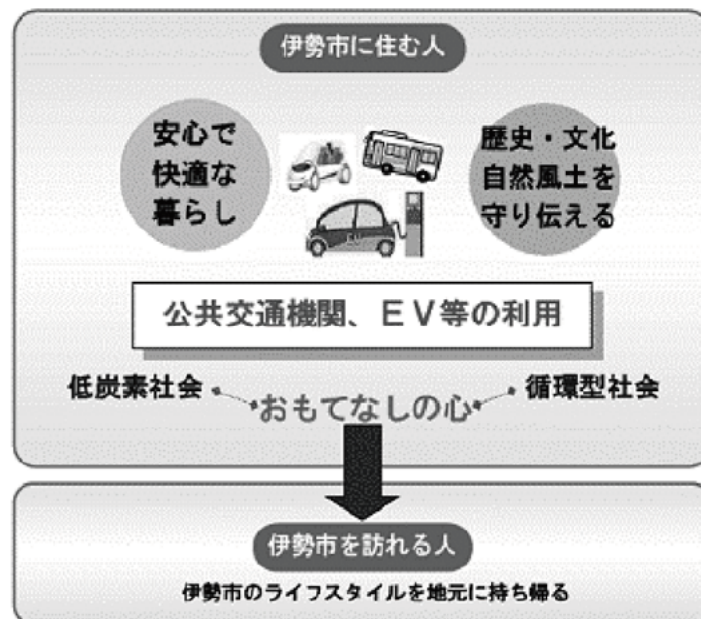 伊勢市に住む人
安心で
快適な
暮らし
歴史・文化
自然風土を
守り伝える
公共交通機関、ＥＶ等の利用
低炭素社会
循環型社会
おもてなしの心
伊勢市を訪れる人
伊勢市のライフスタイルを地元に持ち帰る